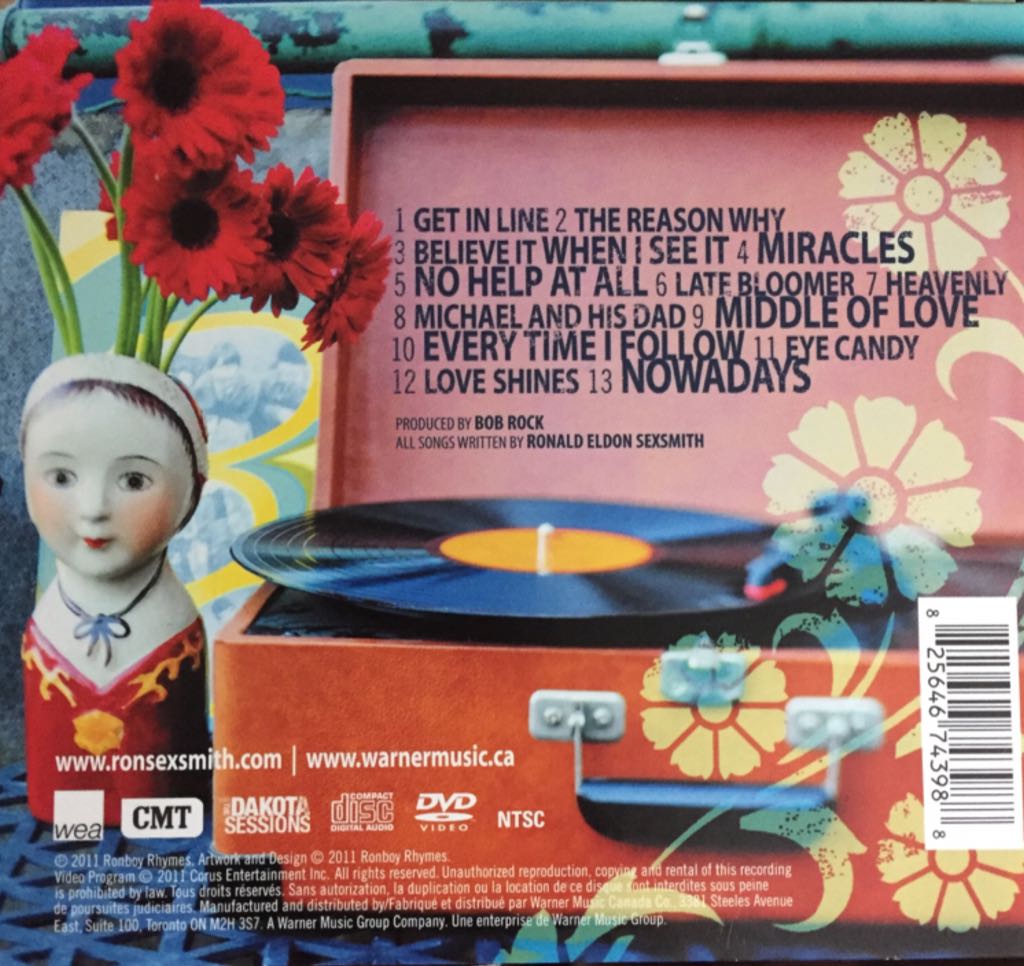 1 GET IN LINE 2 THE REASON WHY
3 BELIEVE IT WHEN I SEE IT 4 MIRACLES
5 NO HELP AT ALL 6 LATE BLOOMER 7 HEAVENLY
8 MICHAEL AND HIS DAD 9 MIDDLE OF LOVE
10 EVERY TIME I FOLLOW 11 EYE CANDY
12 LOVE SHINES 13 NOWADAYS
PRODUCED BY BOB ROCK
ALL SONGS WRITTEN BY RONALD ELDON SEXSMITH
8 25646 74398 8
www.ronsexsmith.com | www.warnermusic.ca
wea CMT DAKOTA SESSIONS COMPACT disc DIGITAL AUDIO DVD VIDEO NTSC
℗ 2011 Ronboy Rhymes. Artwork and Design © 2011 Ronboy Rhymes.
Video Program © 2011 Corus Entertainment Inc. All rights reserved. Unauthorized reproduction, copying and rental of this recording
is prohibited by law. Tous droits réservés. Sans autorisation, la duplication ou la location de ce disque sont interdites sous peine
de poursuites judiciaires. Manufactured and distributed by/Fabriqué et distribué par Warner Music Canada Co., 3381 Steeles Avenue
East, Suite 100, Toronto ON M2H 3S7. A Warner Music Group Company. Une enterprise de Warner Music Group.